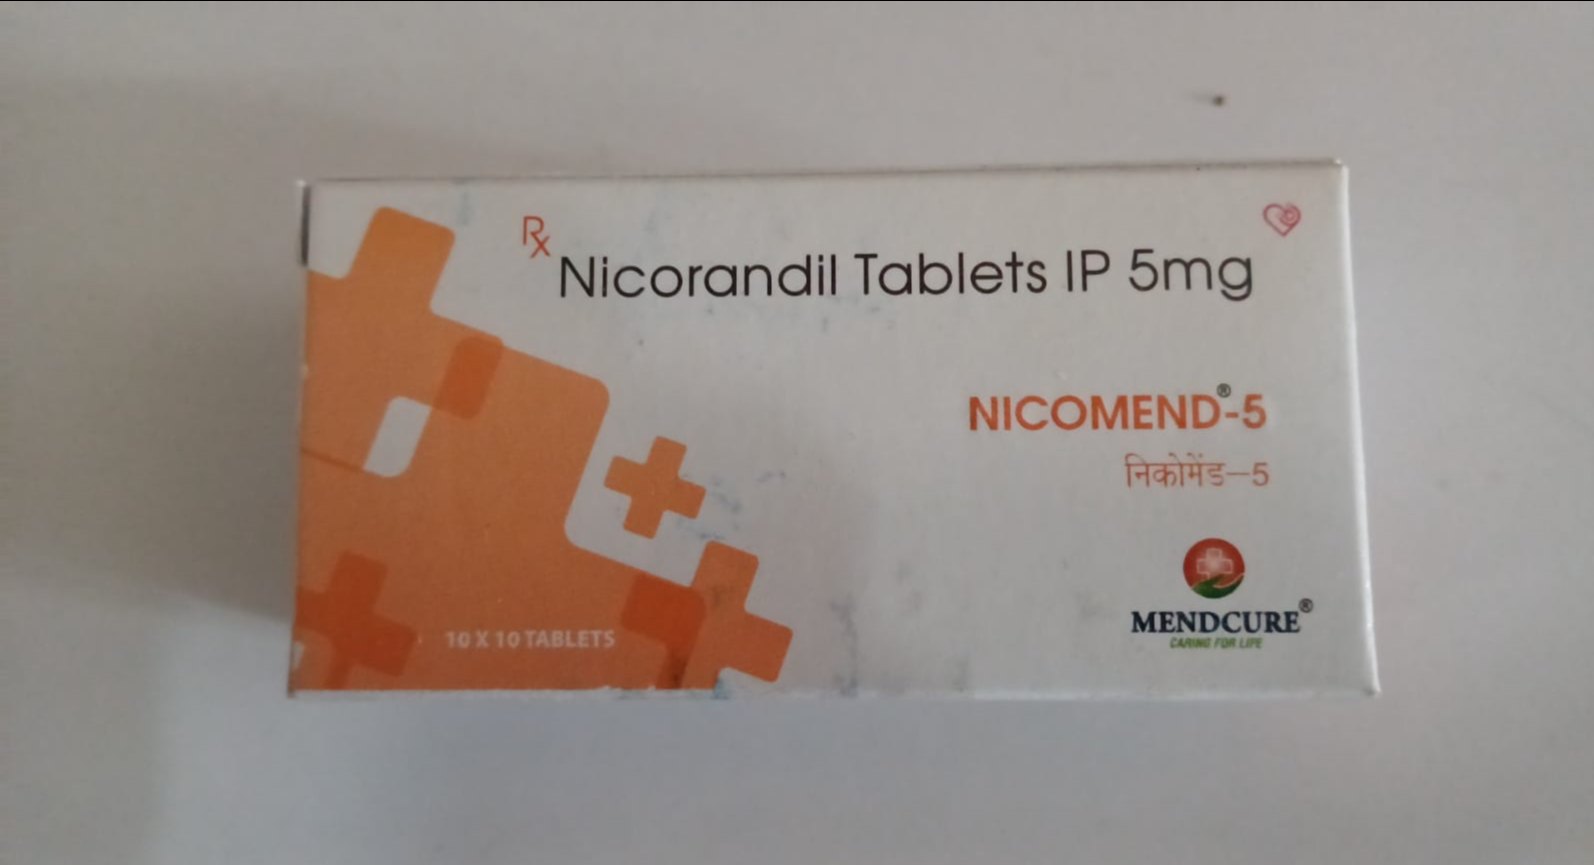 Rx
Nicorandil Tablets IP 5mg
NICOMEND®-5
निकोमेंड–5
10 X 10 TABLETS
MENDCURE®
CARING FOR LIFE